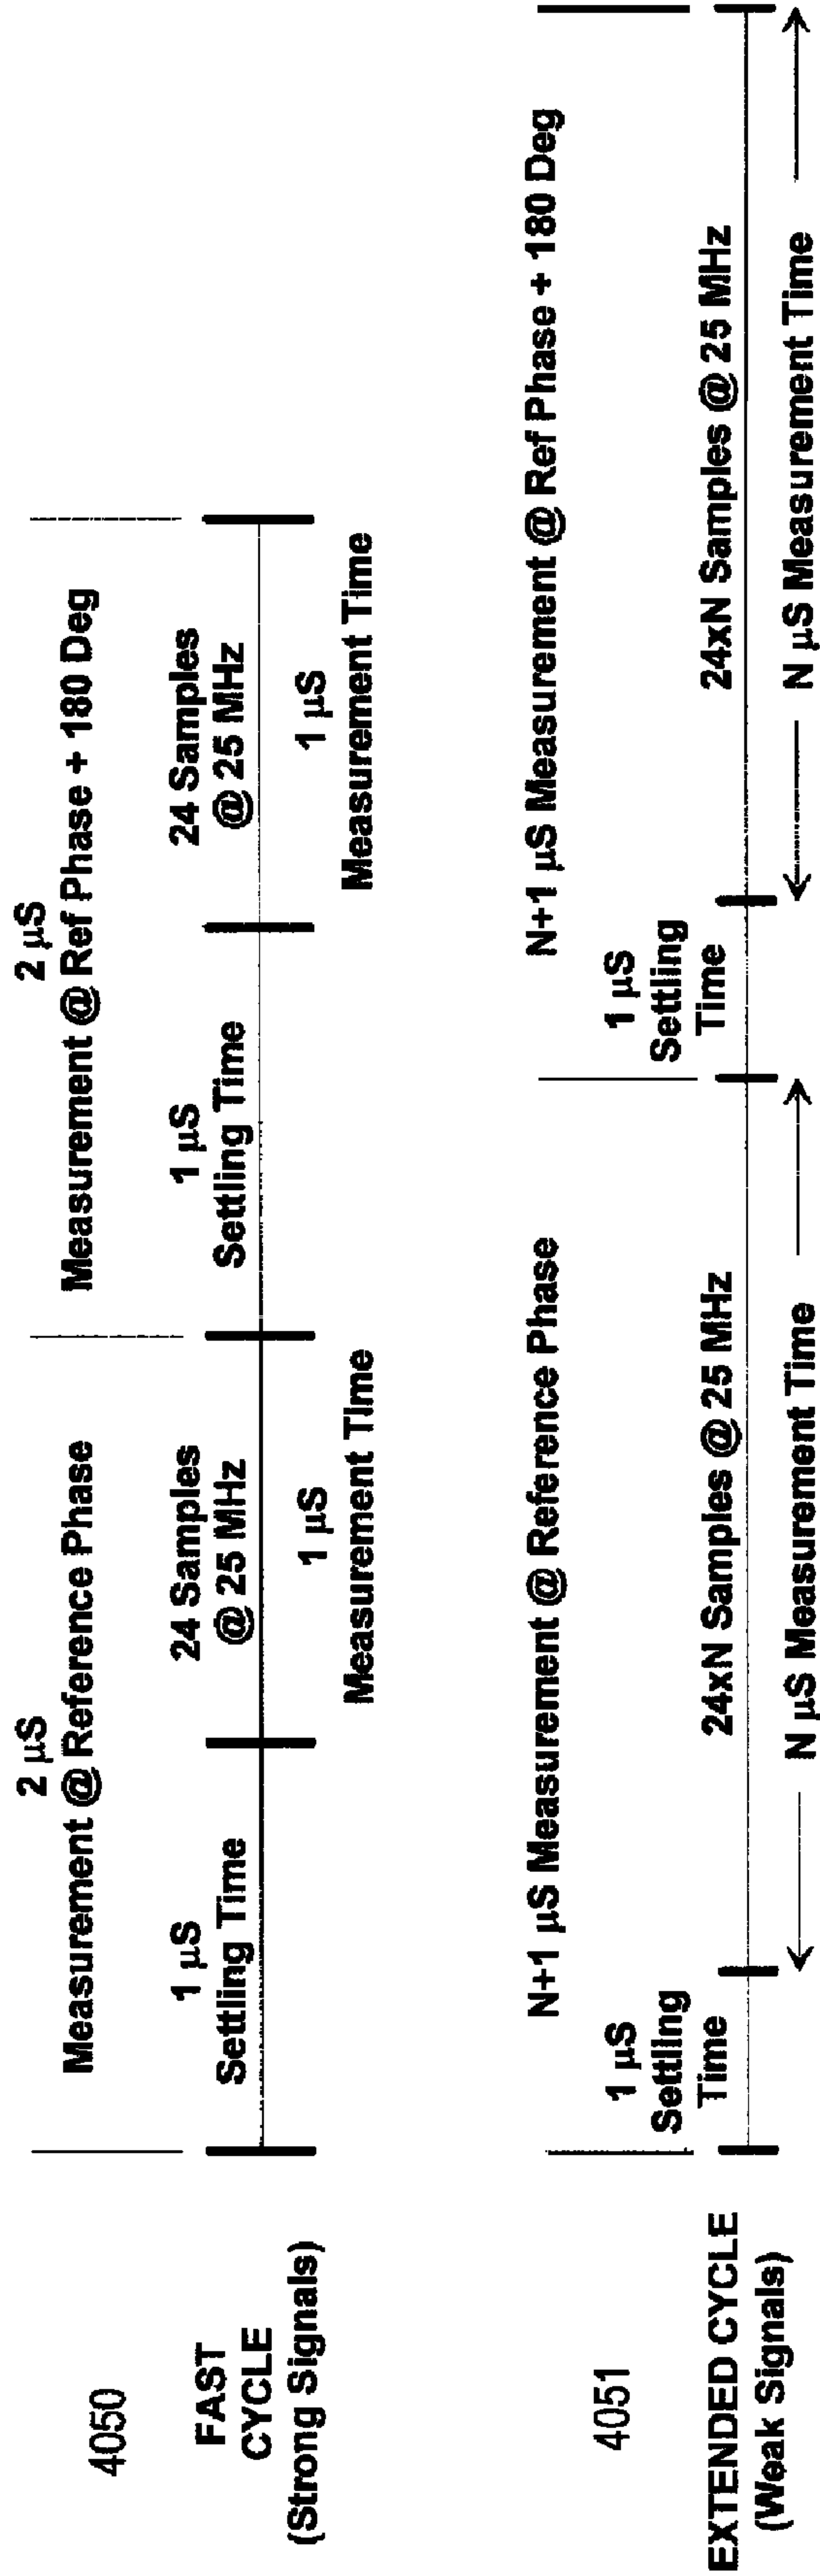 4050
FAST
CYCLE
(Strong Signals)
2 µS
Measurement @ Reference Phase
1 µS
Settling Time
24 Samples
@ 25 MHz
1 µS
Measurement Time
2 µS
Measurement @ Ref Phase + 180 Deg
1 µS
Settling Time
24 Samples
@ 25 MHz
1 µS
Measurement Time
4051
EXTENDED CYCLE
(Weak Signals)
N+1 µS Measurement @ Reference Phase
1 µS
Settling
Time
24xN Samples @ 25 MHz
N µS Measurement Time
N+1 µS Measurement @ Ref Phase + 180 Deg
1 µS
Settling
Time
24xN Samples @ 25 MHz
N µS Measurement Time